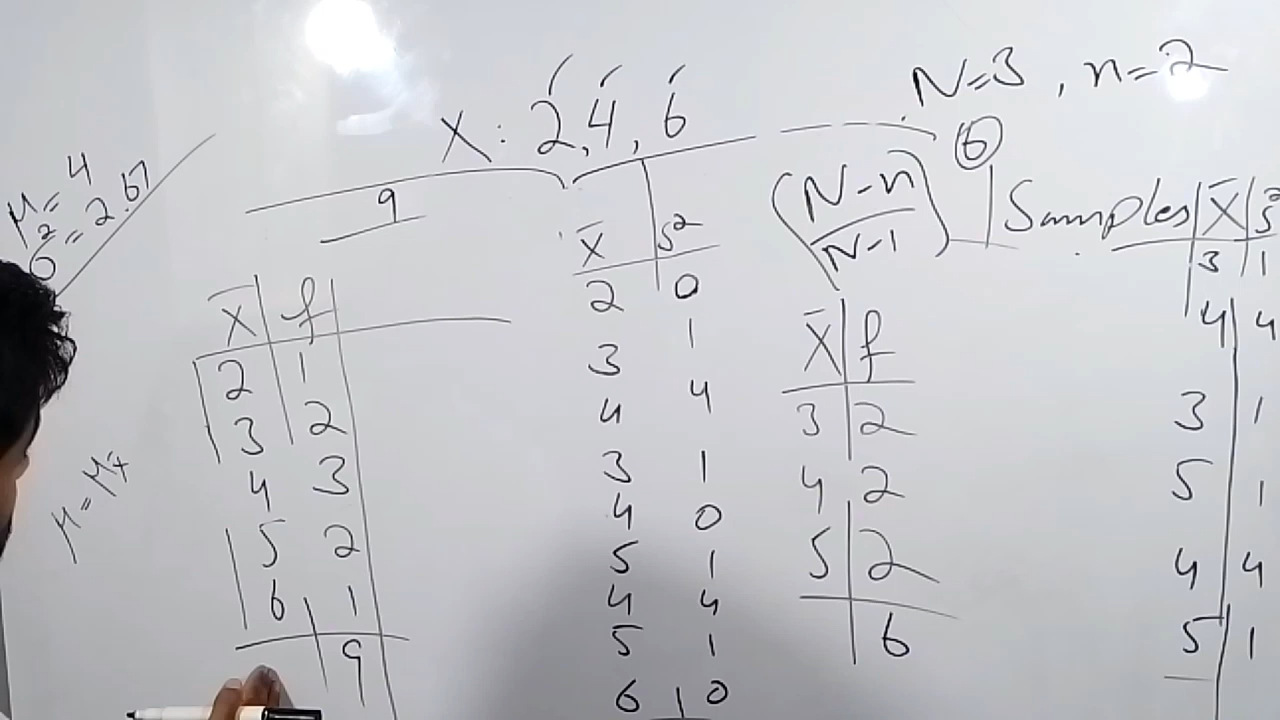 X : 2, 4, 6
N=3 , n=2
μ = 4
σ² = 2.67
μ = μx̄
9
X̄ f
2 1
3 2
4 3
5 2
6 1
9
X̄ S²
2 0
3 1
4 4
3 1
4 0
5 1
4 4
5 1
6 0
(N-n / N-1)
6
X̄ f
3 2
4 2
5 2
6
Samples X̄ S²
3 1
4 4
3 1
5 1
4 4
5 1